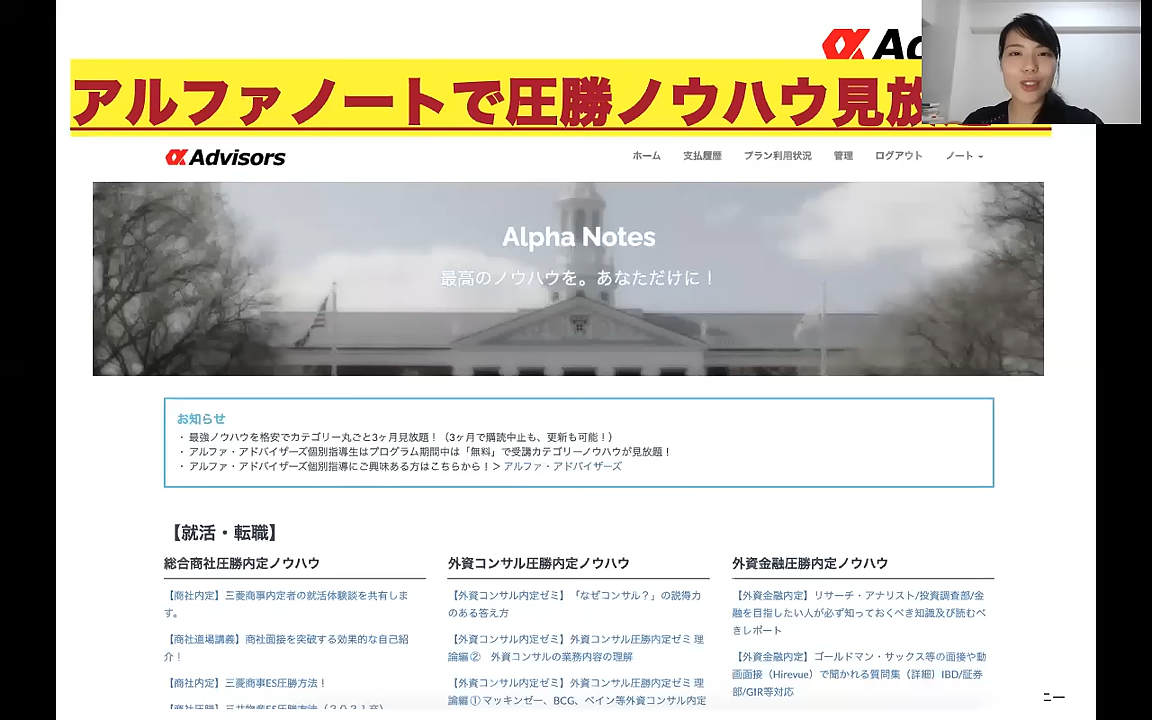 Ad
アルファノートで圧勝ノウハウ見放
Advisors
ホーム 支払履歴 プラン利用状況 管理 ログアウト ノート
Alpha Notes
最高のノウハウを。あなただけに！
お知らせ
・ 最強ノウハウを格安でカテゴリー丸ごと3ヶ月見放題！（3ヶ月で購読中止も、更新も可能！）
・ アルファ・アドバイザーズ個別指導生はプログラム期間中は「無料」で受講カテゴリーノウハウが見放題！
・ アルファ・アドバイザーズ個別指導にご興味ある方はこちらから！＞ アルファ・アドバイザーズ
【就活・転職】
総合商社圧勝内定ノウハウ
【商社内定】三菱商事内定者の就活体験談を共有しま
す。
【商社道場講義】商社面接を突破する効果的な自己紹
介！
【商社内定】三菱商事ES圧勝方法！
【商社圧勝】三井物産ES圧勝方法（２０２１卒）
外資コンサル圧勝内定ノウハウ
【外資コンサル内定ゼミ】「なぜコンサル？」の説得力
のある答え方
【外資コンサル内定ゼミ】外資コンサル圧勝内定ゼミ 理
論編② 外資コンサルの業務内容の理解
【外資コンサル内定ゼミ】外資コンサル圧勝内定ゼミ 理
論編① マッキンゼー、BCG、ベイン等外資コンサル内定
外資金融圧勝内定ノウハウ
【外資金融内定】リサーチ・アナリスト/投資調査部/金
融を目指したい人が必ず知っておくべき知識及び読むべ
きレポート
【外資金融内定】ゴールドマン・サックス等の面接や動
画面接（Hirevue）で聞かれる質問集（詳細）IBD/証券
部/GIR等対応
ニー